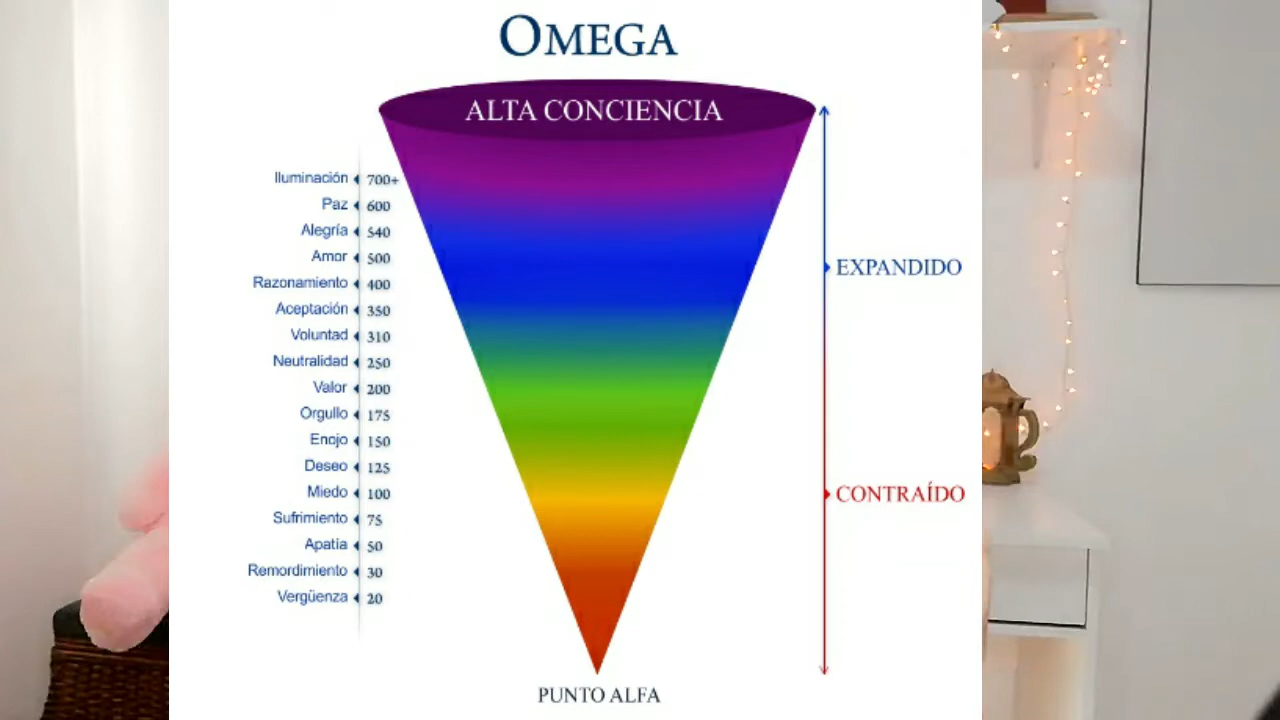 OMEGA
ALTA CONCIENCIA
Iluminación 700+
Paz 600
Alegría 540
Amor 500
Razonamiento 400
Aceptación 350
Voluntad 310
Neutralidad 250
Valor 200
Orgullo 175
Enojo 150
Deseo 125
Miedo 100
Sufrimiento 75
Apatía 50
Remordimiento 30
Vergüenza 20
EXPANDIDO
CONTRAÍDO
PUNTO ALFA